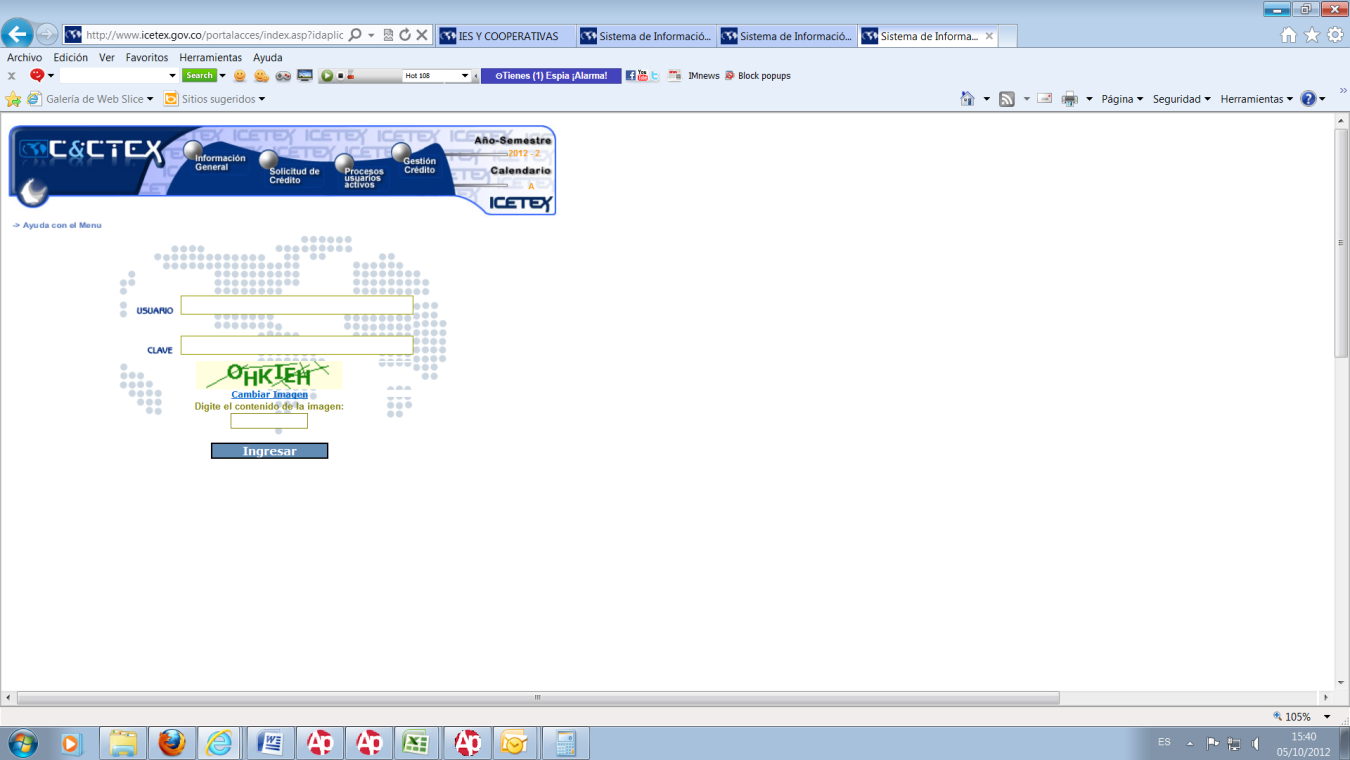 http://www.icetex.gov.co/portalacces/index.asp?idaplic
IES Y COOPERATIVAS
Sistema de Informació...
Sistema de Informació...
Sistema de Informa...
Archivo Edición Ver Favoritos Herramientas Ayuda
x Search Hot 108 ¡Tienes (1) Espia ¡Alarma! IMnews Block popups
Galería de Web Slice Sitios sugeridos Página Seguridad Herramientas
C&CTEX
Información General
Solicitud de Crédito
Procesos usuarios activos
Gestión Crédito
Año-Semestre
2012 - 2
Calendario
A
ICETEX
-> Ayuda con el Menu
USUARIO
CLAVE
OHKIEH
Cambiar Imagen
Digite el contenido de la imagen:
Ingresar
105%
ES
15:40
05/10/2012